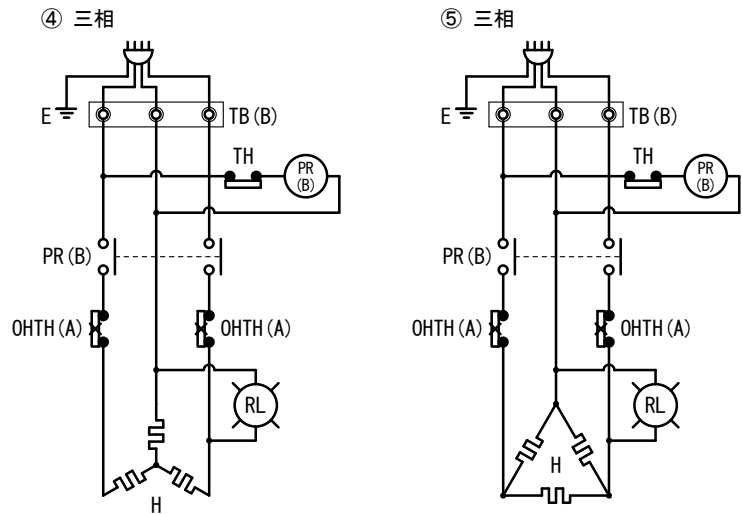 ④ 三相
E
TB(B)
TH
PR
(B)
PR(B)
OHTH(A)
OHTH(A)
RL
H
⑤ 三相
E
TB(B)
TH
PR
(B)
PR(B)
OHTH(A)
OHTH(A)
RL
H